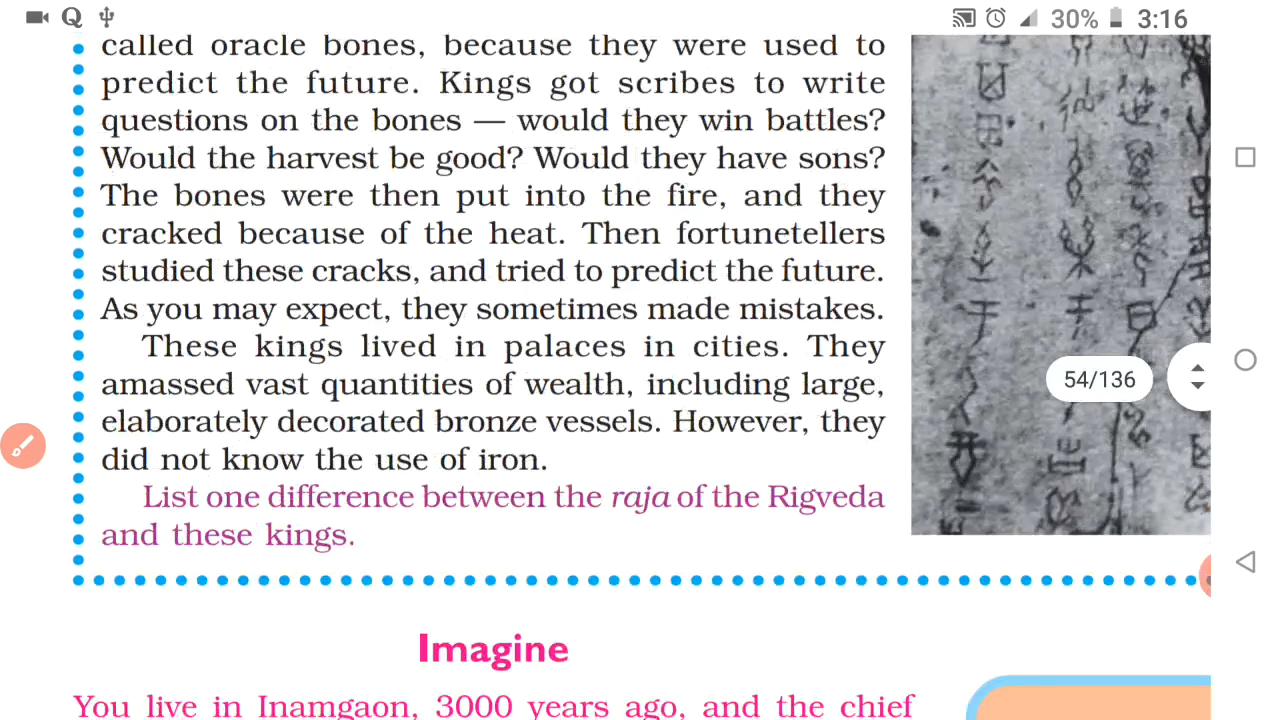 Q
30%
3:16
called oracle bones, because they were used to
predict the future. Kings got scribes to write
questions on the bones — would they win battles?
Would the harvest be good? Would they have sons?
The bones were then put into the fire, and they
cracked because of the heat. Then fortunetellers
studied these cracks, and tried to predict the future.
As you may expect, they sometimes made mistakes.
These kings lived in palaces in cities. They
amassed vast quantities of wealth, including large,
elaborately decorated bronze vessels. However, they
did not know the use of iron.
List one difference between the raja of the Rigveda
and these kings.
54/136
Imagine
You live in Inamgaon, 3000 years ago, and the chief